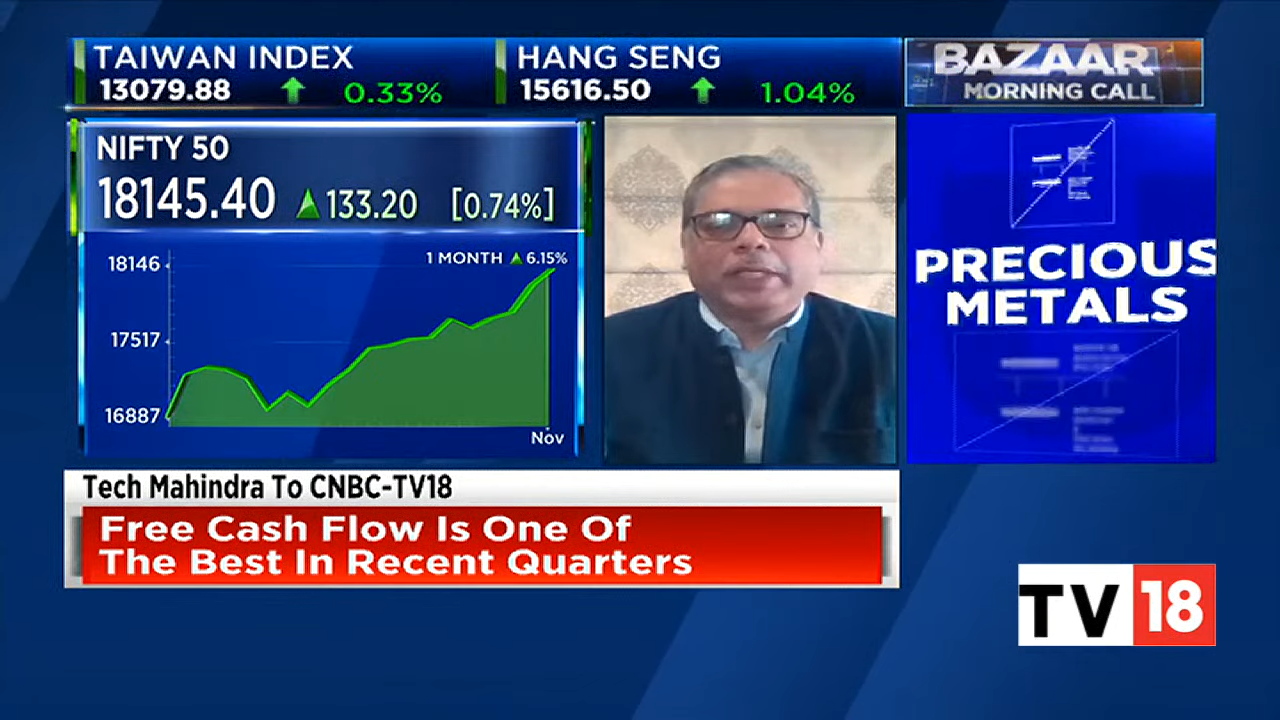 TAIWAN INDEX
13079.88 0.33%
HANG SENG
15616.50 1.04%
BAZAAR
MORNING CALL
NIFTY 50
18145.40 133.20 [0.74%]
1 MONTH 6.15%
18146
17517
16887
Nov
PRECIOUS
METALS
Tech Mahindra To CNBC-TV18
Free Cash Flow Is One Of
The Best In Recent Quarters
TV18